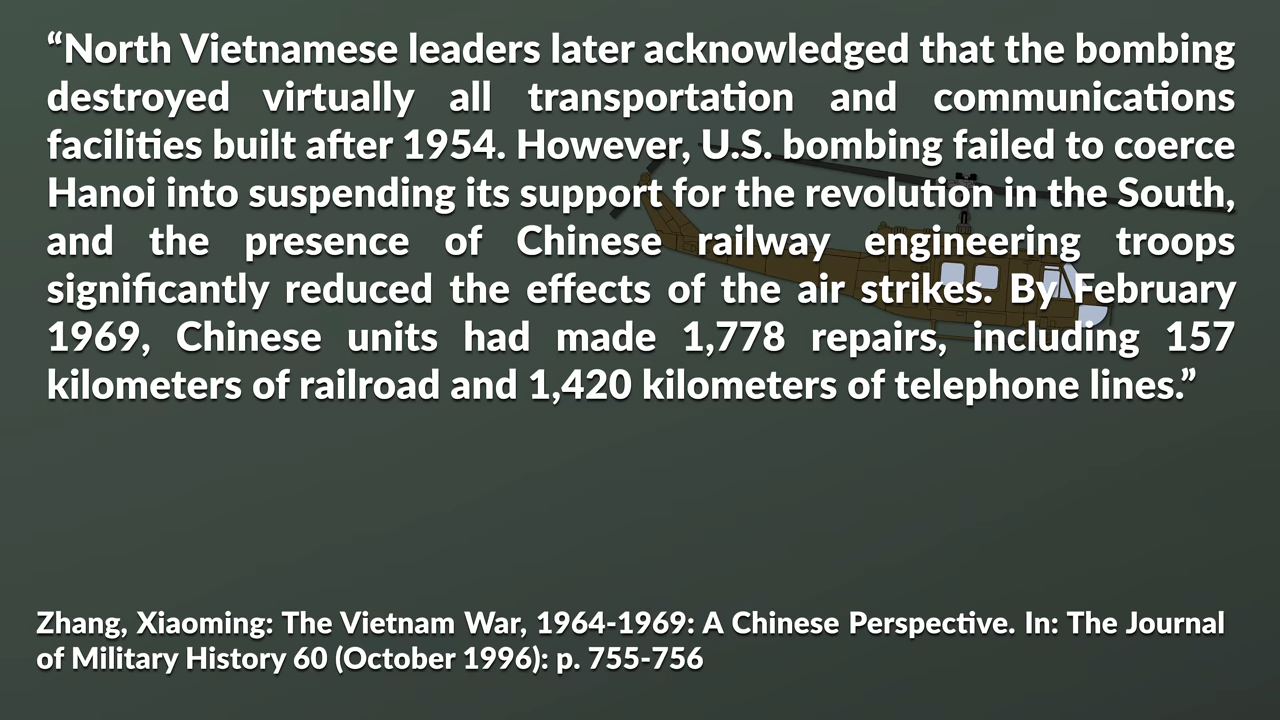 “North Vietnamese leaders later acknowledged that the bombing
destroyed virtually all transportation and communications
facilities built after 1954. However, U.S. bombing failed to coerce
Hanoi into suspending its support for the revolution in the South,
and the presence of Chinese railway engineering troops
significantly reduced the effects of the air strikes. By February
1969, Chinese units had made 1,778 repairs, including 157
kilometers of railroad and 1,420 kilometers of telephone lines.”
Zhang, Xiaoming: The Vietnam War, 1964-1969: A Chinese Perspective. In: The Journal
of Military History 60 (October 1996): p. 755-756